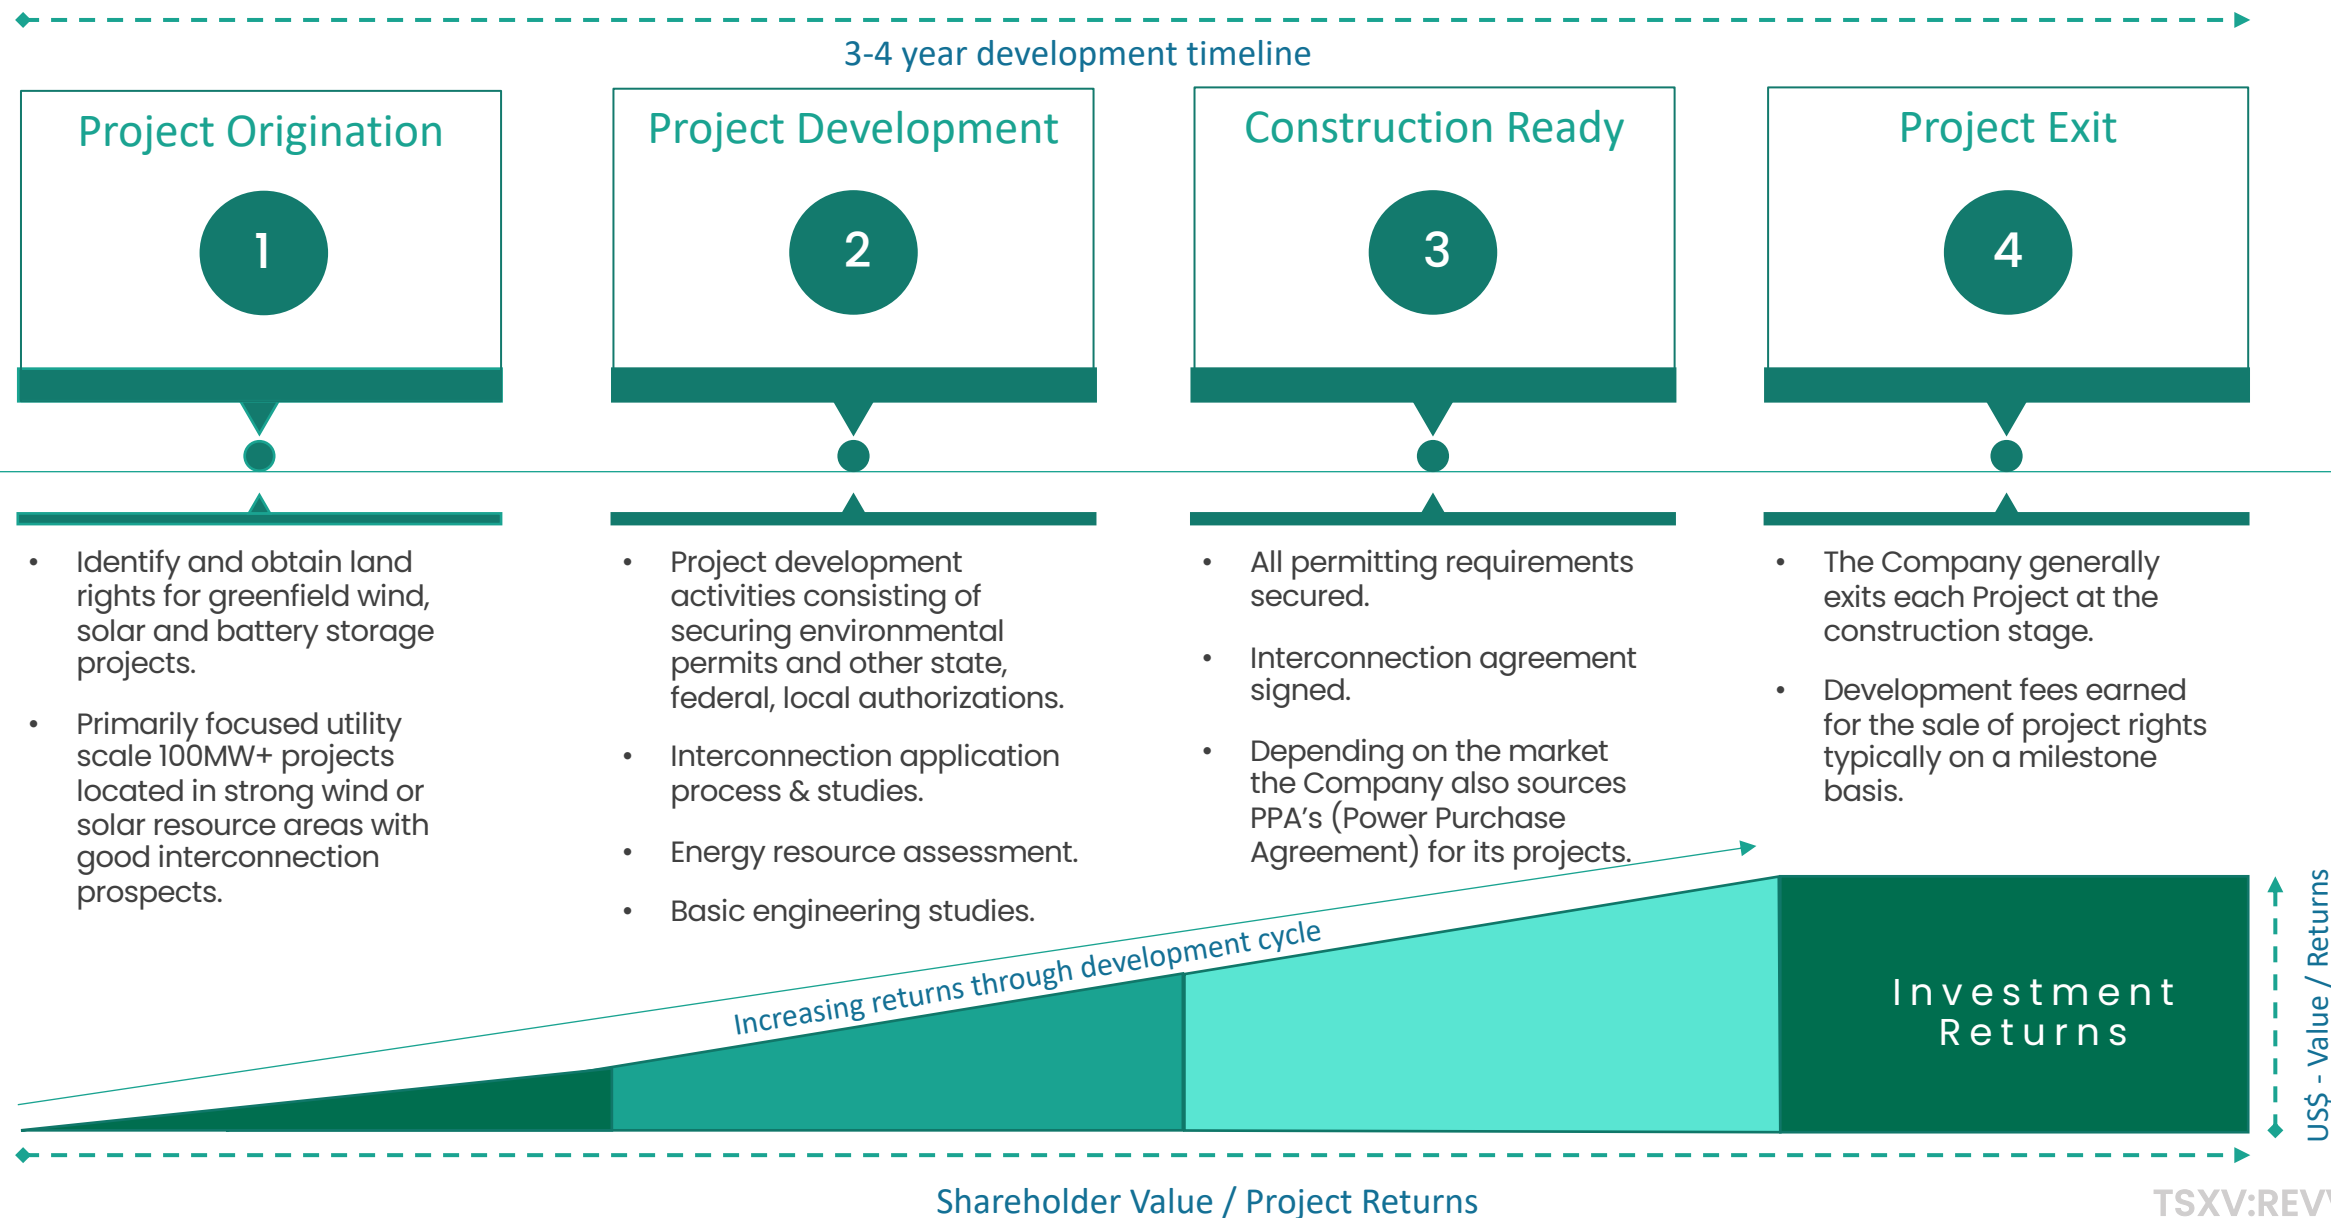 3-4 year development timeline
Project Origination
1
Project Development
2
Construction Ready
3
Project Exit
4
• Identify and obtain land
rights for greenfield wind,
solar and battery storage
projects.
• Primarily focused utility
scale 100MW+ projects
located in strong wind or
solar resource areas with
good interconnection
prospects.
• Project development
activities consisting of
securing environmental
permits and other state,
federal, local authorizations.
• Interconnection application
process & studies.
• Energy resource assessment.
• Basic engineering studies.
• All permitting requirements
secured.
• Interconnection agreement
signed.
• Depending on the market
the Company also sources
PPA's (Power Purchase
Agreement) for its projects.
• The Company generally
exits each Project at the
construction stage.
• Development fees earned
for the sale of project rights
typically on a milestone
basis.
Increasing returns through development cycle
Investment
Returns
US$ - Value / Returns
Shareholder Value / Project Returns